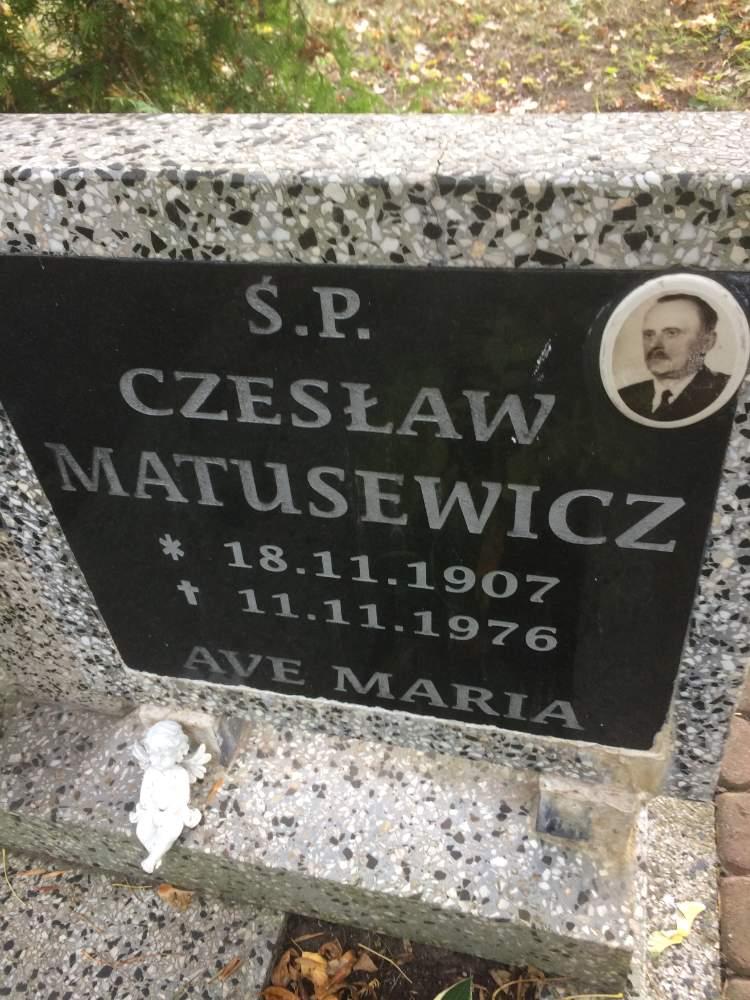 Ś.P.
CZESŁAW
MATUSEWICZ
* 18.11.1907
✝ 11.11.1976
AVE MARIA